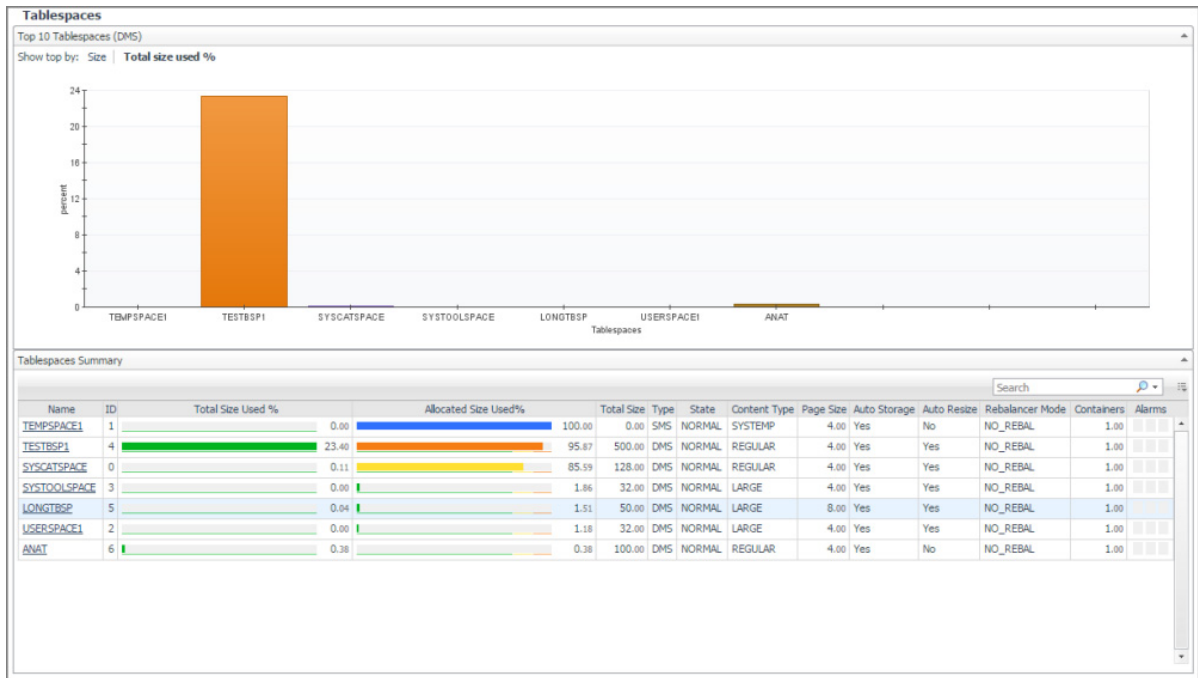 Tablespaces
Top 10 Tablespaces (DMS)
Show top by: Size Total size used %
24
20
16
12
8
4
0
percent
TEMPSPACE1 TESTBSP1 SYSCATSPACE SYSTOOLSPACE LONGTBSP USERSPACE1 ANAT
Tablespaces
Tablespaces Summary
Search
Name ID Total Size Used % Allocated Size Used% Total Size Type State Content Type Page Size Auto Storage Auto Resize Rebalancer Mode Containers Alarms
TEMPSPACE1 1 0.00 100.00 0.00 SMS NORMAL SYSTEMP 4.00 Yes No NO_REBAL 1.00
TESTBSP1 4 23.40 95.87 500.00 DMS NORMAL REGULAR 4.00 Yes Yes NO_REBAL 1.00
SYSCATSPACE 0 0.11 85.59 128.00 DMS NORMAL REGULAR 4.00 Yes Yes NO_REBAL 1.00
SYSTOOLSPACE 3 0.00 1.86 32.00 DMS NORMAL LARGE 4.00 Yes Yes NO_REBAL 1.00
LONGTBSP 5 0.04 1.51 50.00 DMS NORMAL LARGE 8.00 Yes Yes NO_REBAL 1.00
USERSPACE1 2 0.00 1.18 32.00 DMS NORMAL LARGE 4.00 Yes Yes NO_REBAL 1.00
ANAT 6 0.38 0.38 100.00 DMS NORMAL REGULAR 4.00 Yes No NO_REBAL 1.00